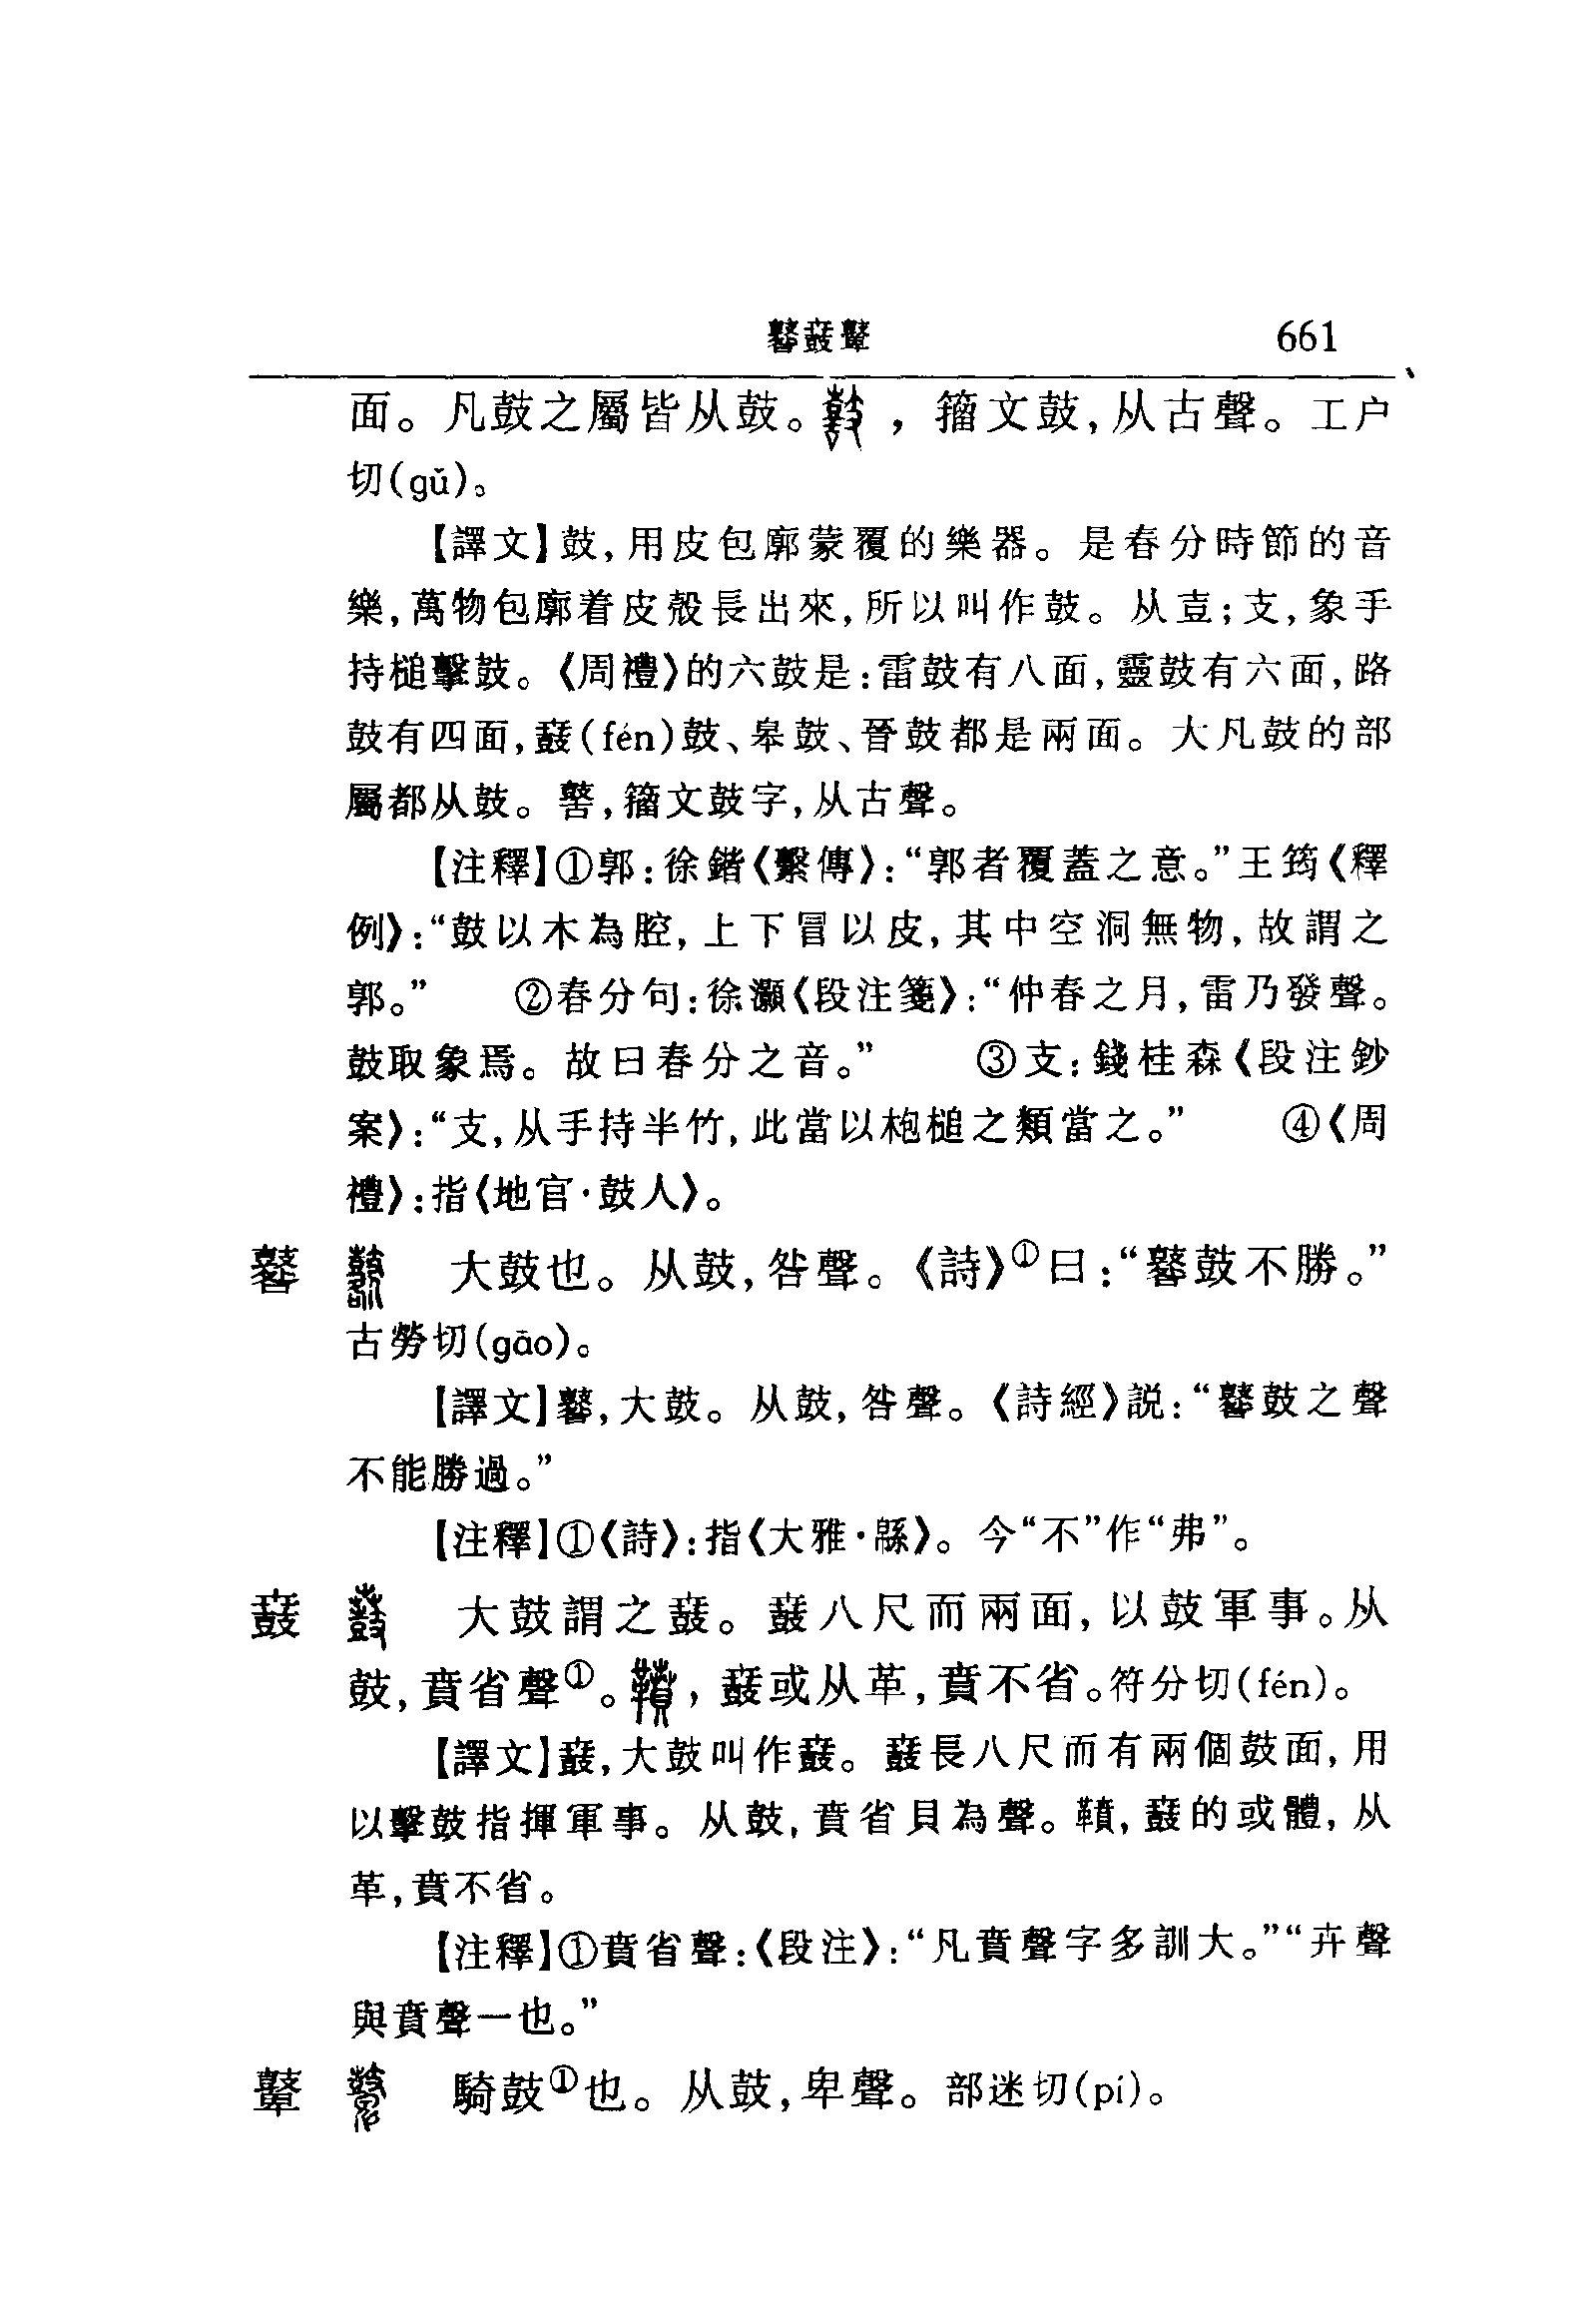 鼛鼖鼙 661
面。凡鼓之屬皆从鼓。，籀文鼓，从古聲。工户
切(gǔ)。
【譯文】鼓，用皮包廓蒙覆的樂器。是春分時節的音
樂，萬物包廓着皮殼長出來，所以叫作鼓。从壴；支，象手
持槌擊鼓。《周禮》的六鼓是：雷鼓有八面，靈鼓有六面，路
鼓有四面，鼖(fén)鼓、皋鼓、晉鼓都是兩面。大凡鼓的部
屬都从鼓。，籀文鼓字，从古聲。
【注釋】①郭：徐鍇《繫傳》：“郭者覆蓋之意。”王筠《釋
例》：“鼓以木為腔，上下冒以皮，其中空洞無物，故謂之
郭。” ②春分句：徐灝《段注箋》：“仲春之月，雷乃發聲。
鼓取象焉。故曰春分之音。” ③支：錢桂森《段注鈔
案》：“支，从手持半竹，此當以枹槌之類當之。” ④《周
禮》：指《地官·鼓人》。
鼛 大鼓也。从鼓，咎聲。《詩》①曰：“鼛鼓不勝。”
古勞切(gāo)。
【譯文】鼛，大鼓。从鼓，咎聲。《詩經》説：“鼛鼓之聲
不能勝過。”
【注釋】①《詩》：指《大雅·緜》。今“不”作“弗”。
鼖 大鼓謂之鼖。鼖八尺而兩面，以鼓軍事。从
鼓，賁省聲①。，鼖或从革，賁不省。符分切(fén)。
【譯文】鼖，大鼓叫作鼖。鼖長八尺而有兩個鼓面，用
以擊鼓指揮軍事。从鼓，賁省貝為聲。鞼，鼖的或體，从
革，賁不省。
【注釋】①賁省聲：《段注》：“凡賁聲字多訓大。”“卉聲
與賁聲一也。”
鼙 騎鼓①也。从鼓，卑聲。部迷切(pí)。